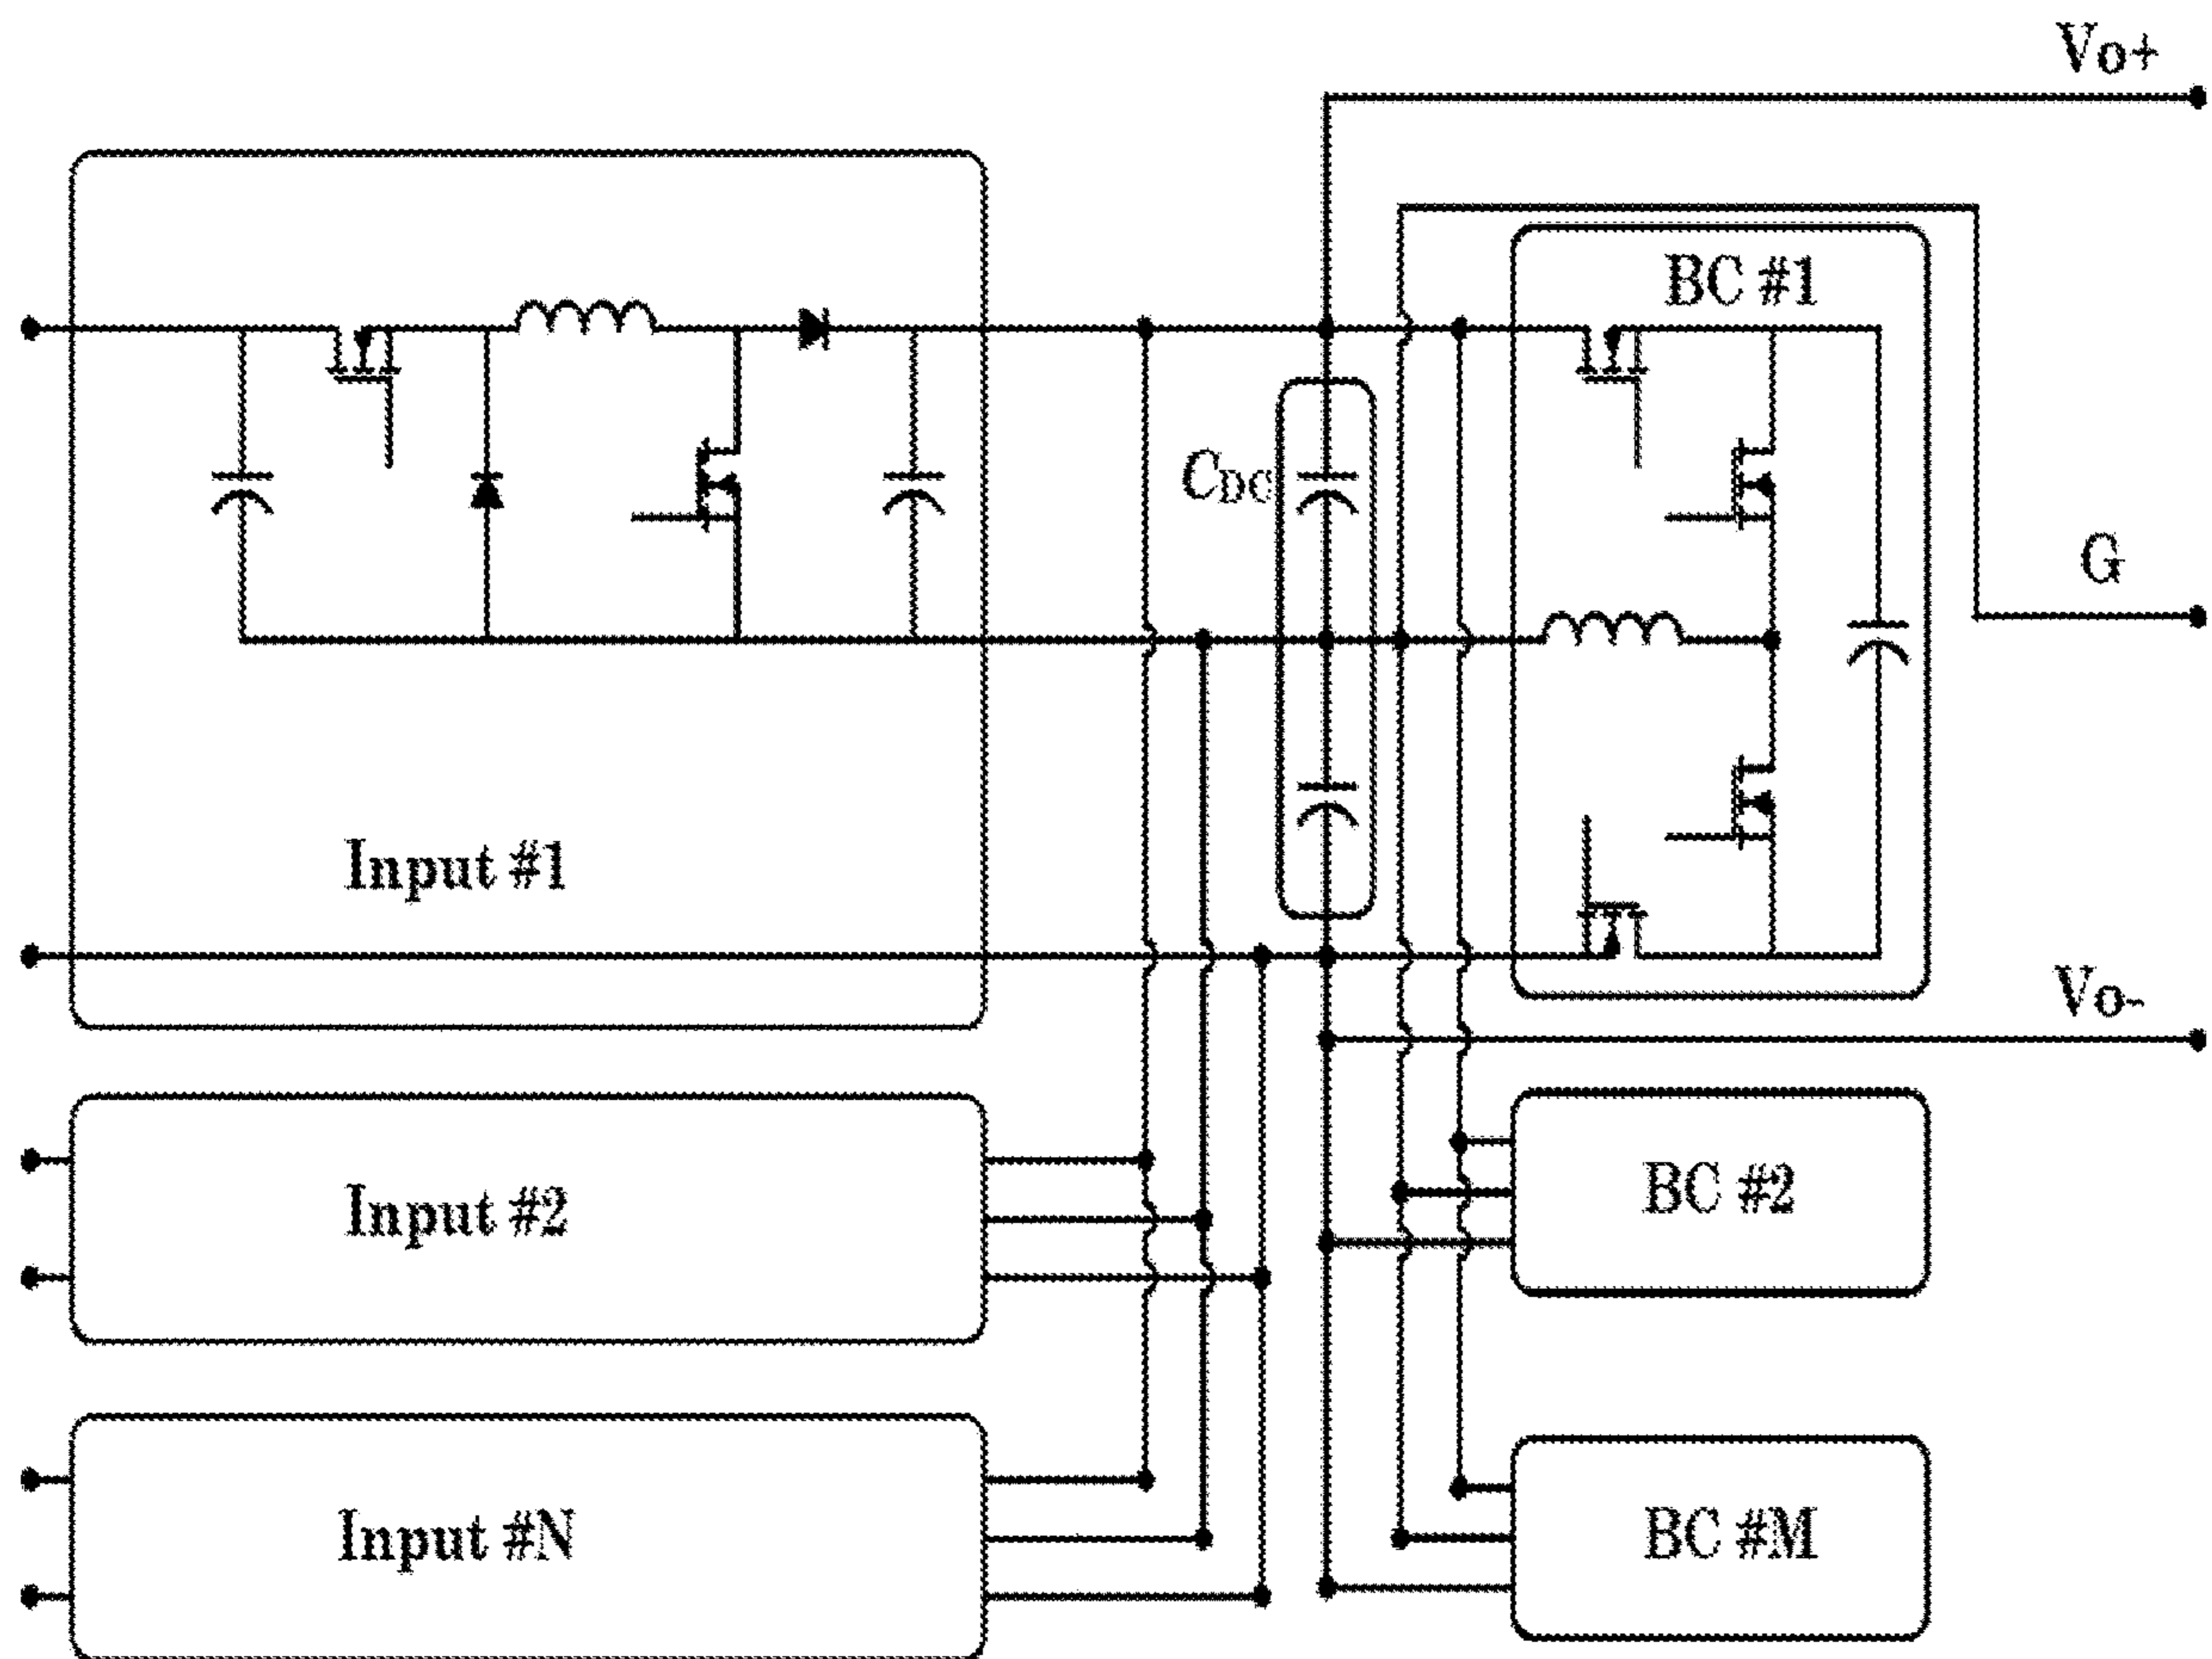 Vo+
BC #1
CDC
G
Input #1
Vo-
Input #2
BC #2
Input #N
BC #M